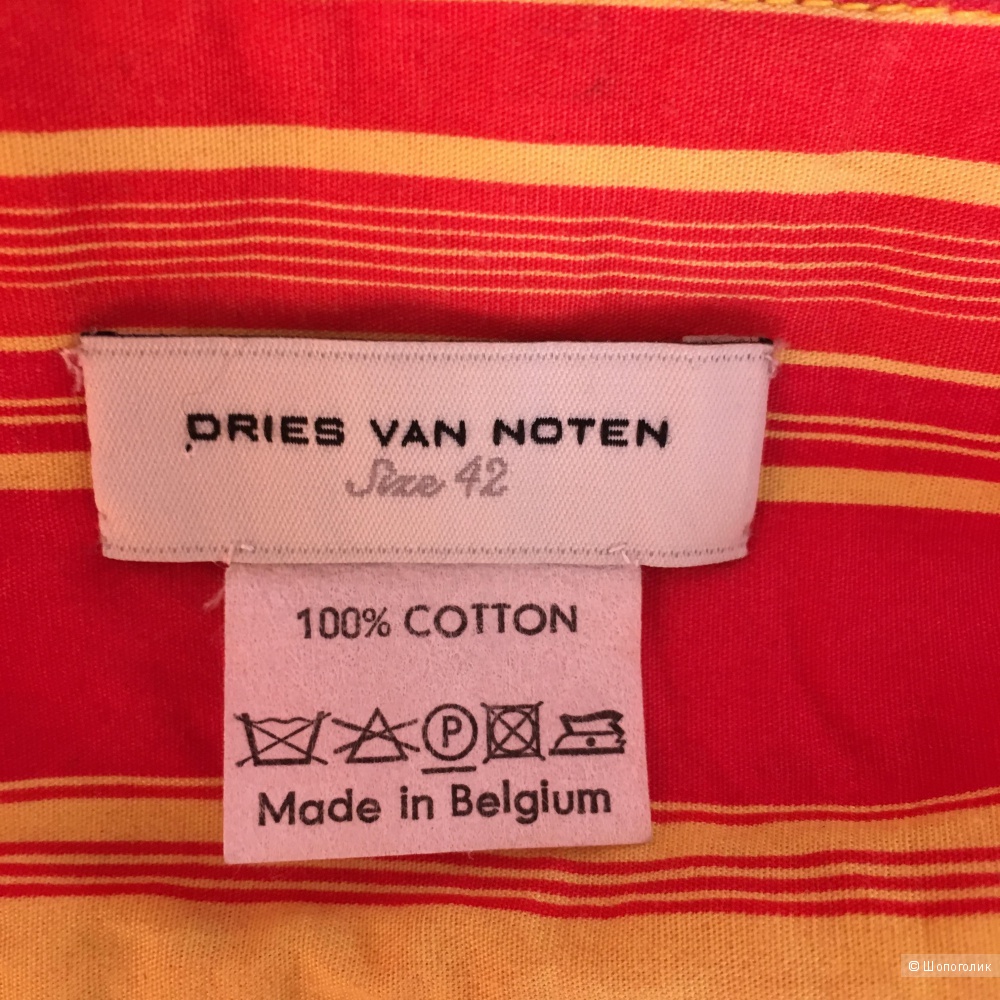 DRIES VAN NOTEN
Size 42
100% COTTON
P
Made in Belgium
© Шопоголик